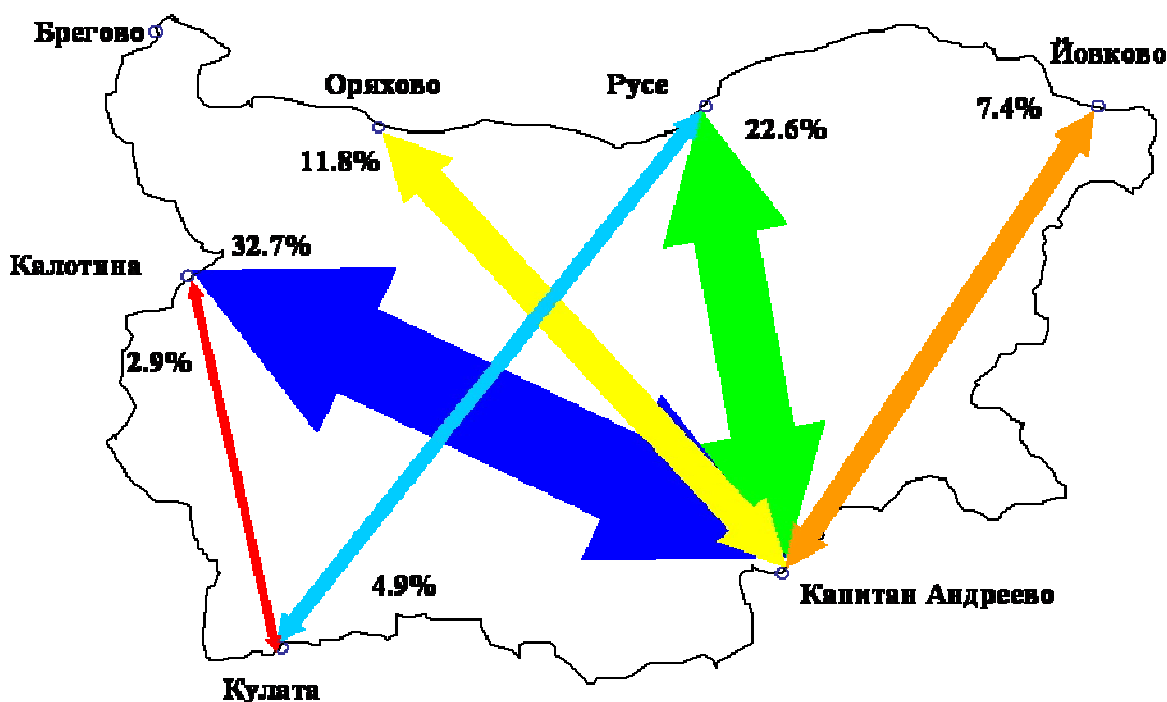 Брегово
Оряхово
Русе
Йовково
7.4%
22.6%
11.8%
32.7%
Калотина
2.9%
4.9%
Капитан Андреево
Кулата